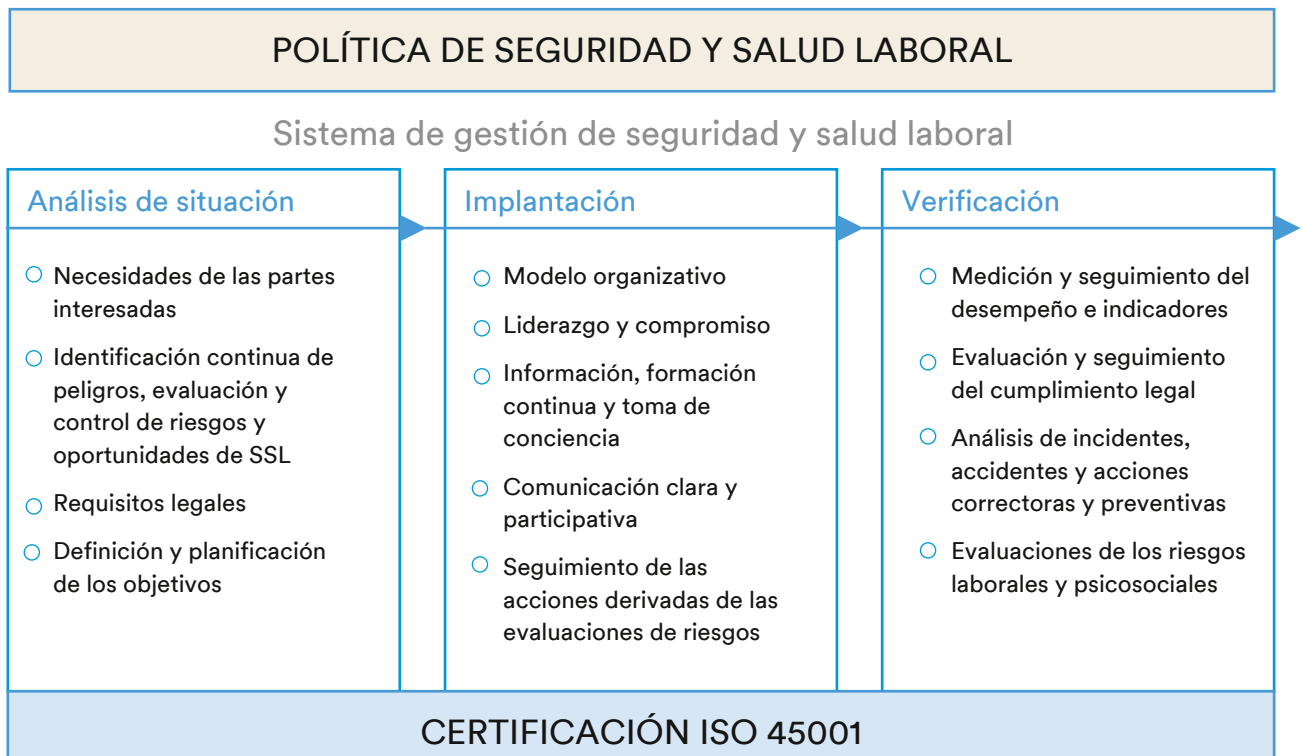 POLÍTICA DE SEGURIDAD Y SALUD LABORAL
Sistema de gestión de seguridad y salud laboral
Análisis de situación
Necesidades de las partes
interesadas
Identificación continua de
peligros, evaluación y
control de riesgos y
oportunidades de SSL
Requisitos legales
Definición y planificación
de los objetivos
Implantación
Modelo organizativo
Liderazgo y compromiso
Información, formación
continua y toma de
conciencia
Comunicación clara y
participativa
Seguimiento de las
acciones derivadas de las
evaluaciones de riesgos
Verificación
Medición y seguimiento del
desempeño e indicadores
Evaluación y seguimiento
del cumplimiento legal
Análisis de incidentes,
accidentes y acciones
correctoras y preventivas
Evaluaciones de los riesgos
laborales y psicosociales
CERTIFICACIÓN ISO 45001